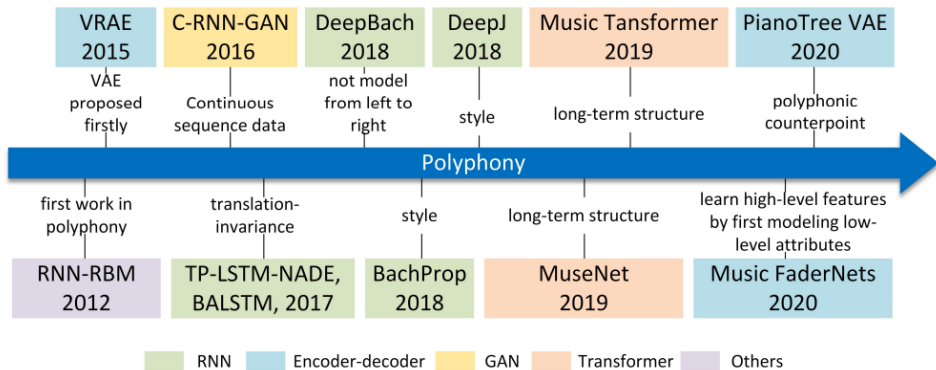 VRAE
2015
C-RNN-GAN
2016
DeepBach
2018
DeepJ
2018
Music Tansformer
2019
PianoTree VAE
2020
VAE
proposed
firstly
Continuous
sequence data
not model
from left to
right
style
long-term structure
polyphonic
counterpoint
Polyphony
first work in
polyphony
translation-
invariance
style
long-term structure
learn high-level features
by first modeling low-
level attributes
RNN-RBM
2012
TP-LSTM-NADE,
BALSTM, 2017
BachProp
2018
MuseNet
2019
Music FaderNets
2020
RNN
Encoder-decoder
GAN
Transformer
Others